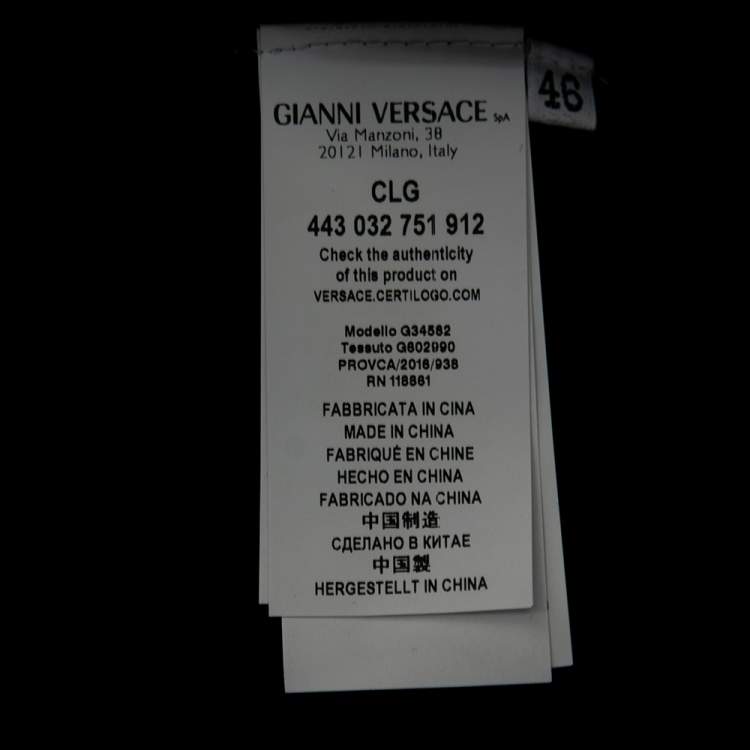 GIANNI VERSACE SpA
Via Manzoni, 38
20121 Milano, Italy
46
CLG
443 032 751 912
Check the authenticity
of this product on
VERSACE.CERTILOGO.COM
Modello G34582
Tessuto G602990
PROVCA/2016/938
RN 118861
FABBRICATA IN CINA
MADE IN CHINA
FABRIQUÉ EN CHINE
HECHO EN CHINA
FABRICADO NA CHINA
中国制造
СДЕЛАНО В КИТАЕ
中国製
HERGESTELLT IN CHINA